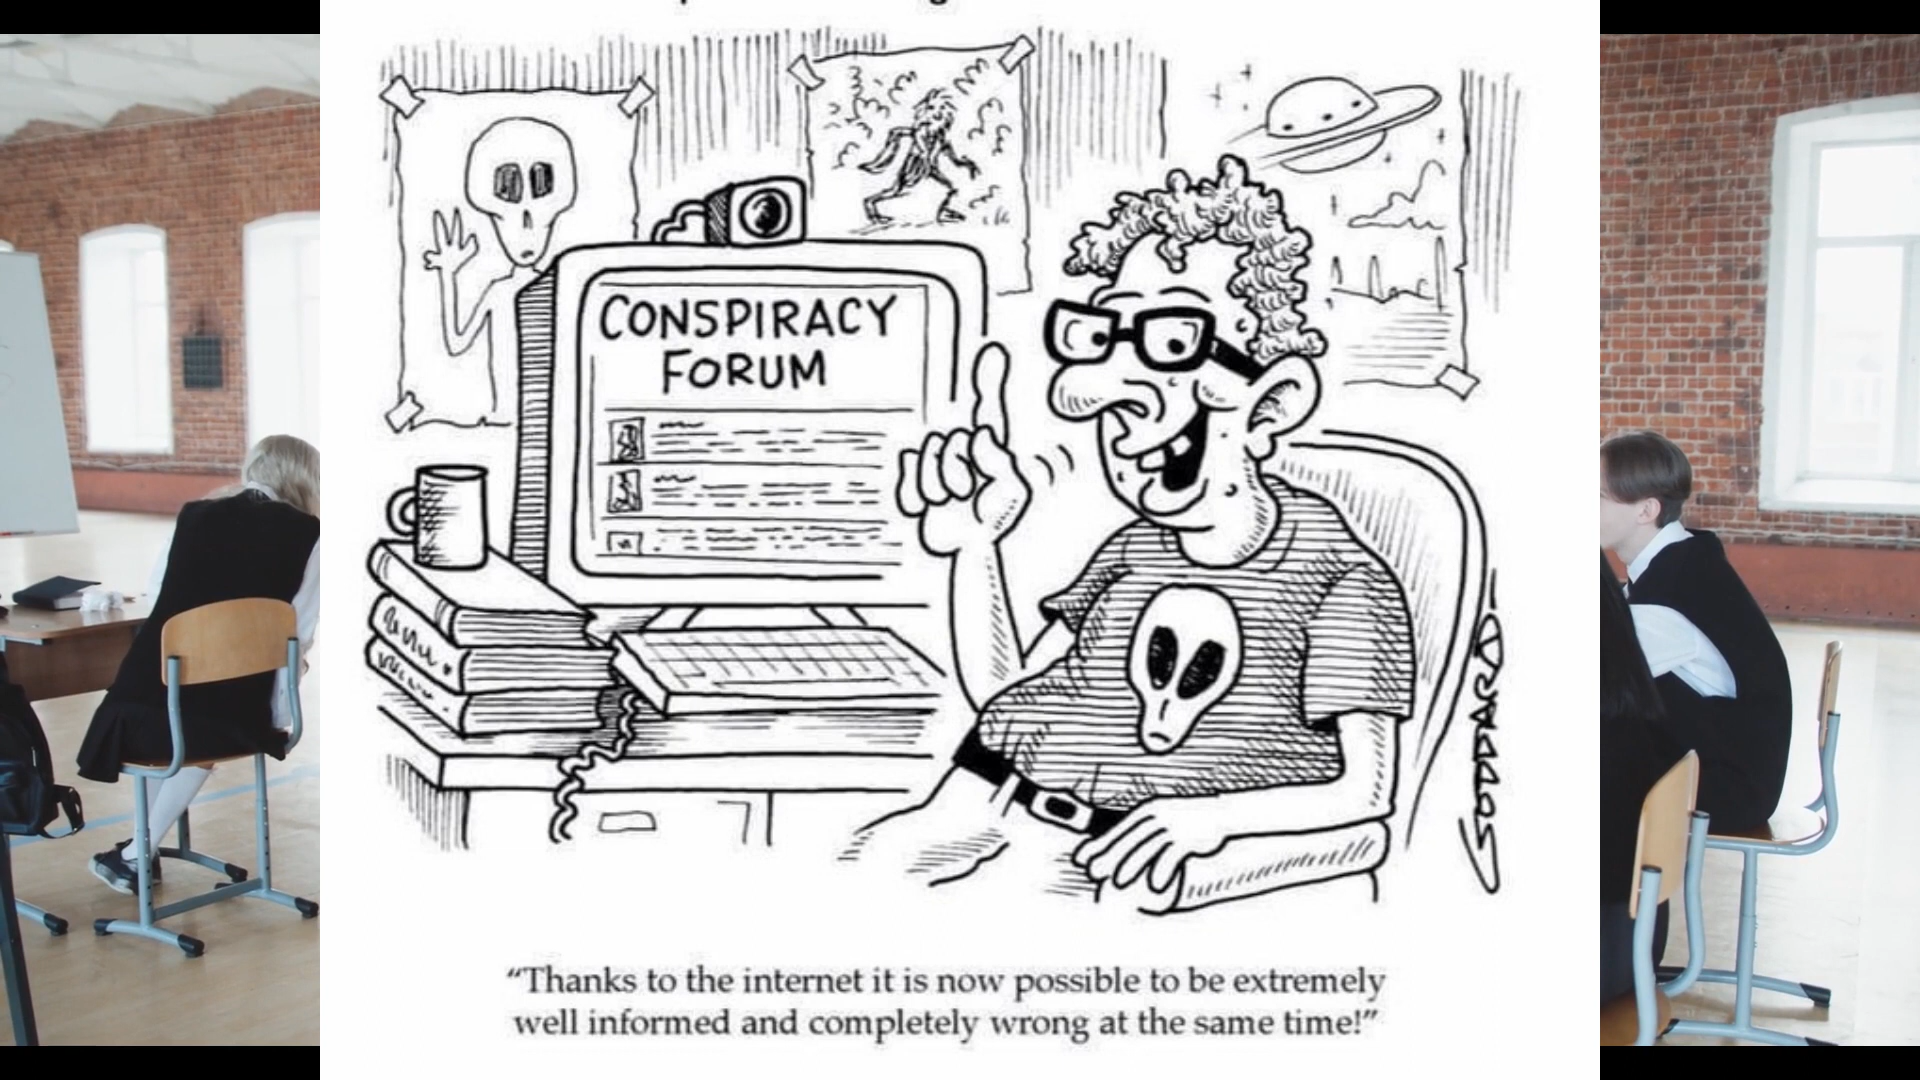 CONSPIRACY
FORUM
“Thanks to the internet it is now possible to be extremely
well informed and completely wrong at the same time!”